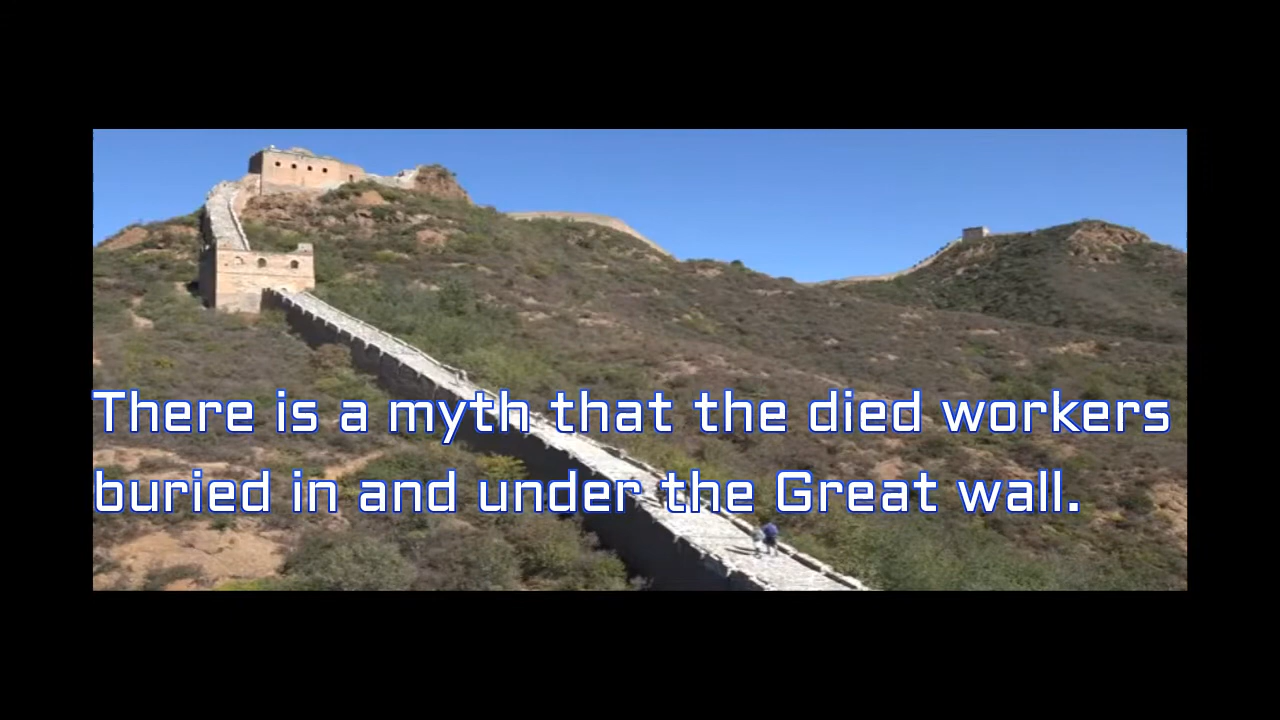 There is a myth that the died workers
buried in and under the Great wall.